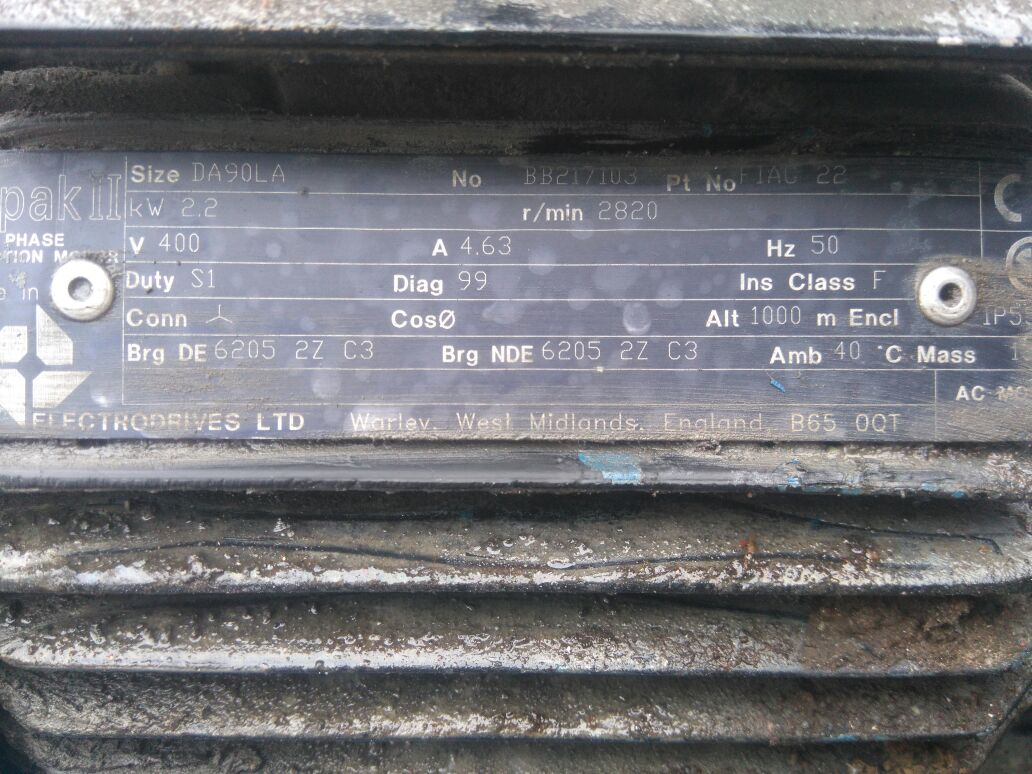 pak II
Size DA90LA No BB217103 Pt No FIAC 22
kW 2.2 r/min 2820
PHASE
V 400 A 4.63 Hz 50
Duty S1 Diag 99 Ins Class F
in
Conn CosØ Alt 1000 m Encl
Brg DE 6205 2Z C3 Brg NDE 6205 2Z C3 Amb 40 °C Mass
AC
ELECTRODRIVES LTD Warley, West Midlands, England, B65 0QT